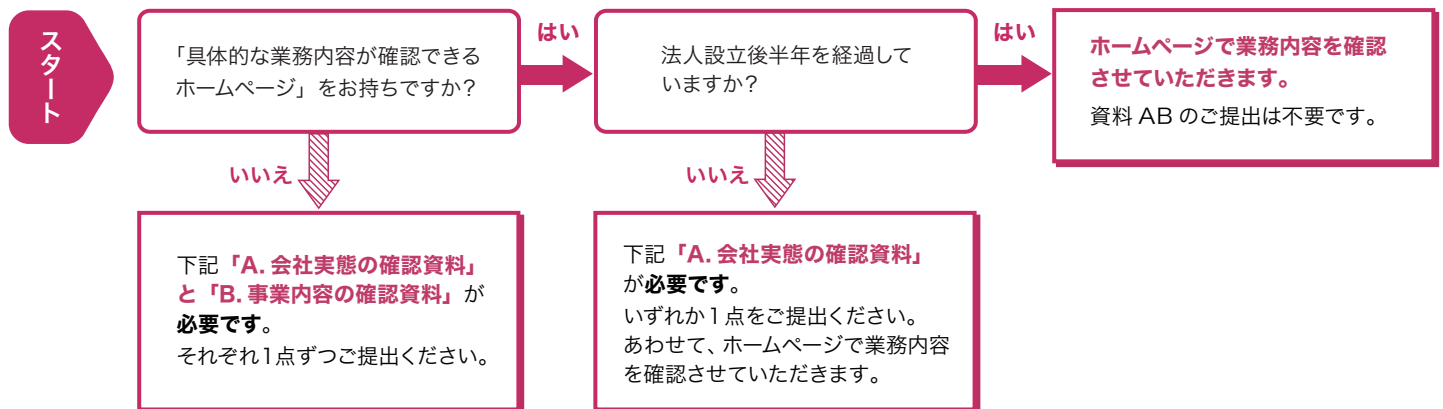 スタート
「具体的な業務内容が確認できる
ホームページ」をお持ちですか？
はい
法人設立後半年を経過して
いますか？
はい
ホームページで業務内容を確認
させていただきます。
資料 AB のご提出は不要です。
いいえ
いいえ
下記「A. 会社実態の確認資料」
と「B. 事業内容の確認資料」が
必要です。
それぞれ1点ずつご提出ください。
下記「A. 会社実態の確認資料」
が必要です。
いずれか1点をご提出ください。
あわせて、ホームページで業務内容
を確認させていただきます。